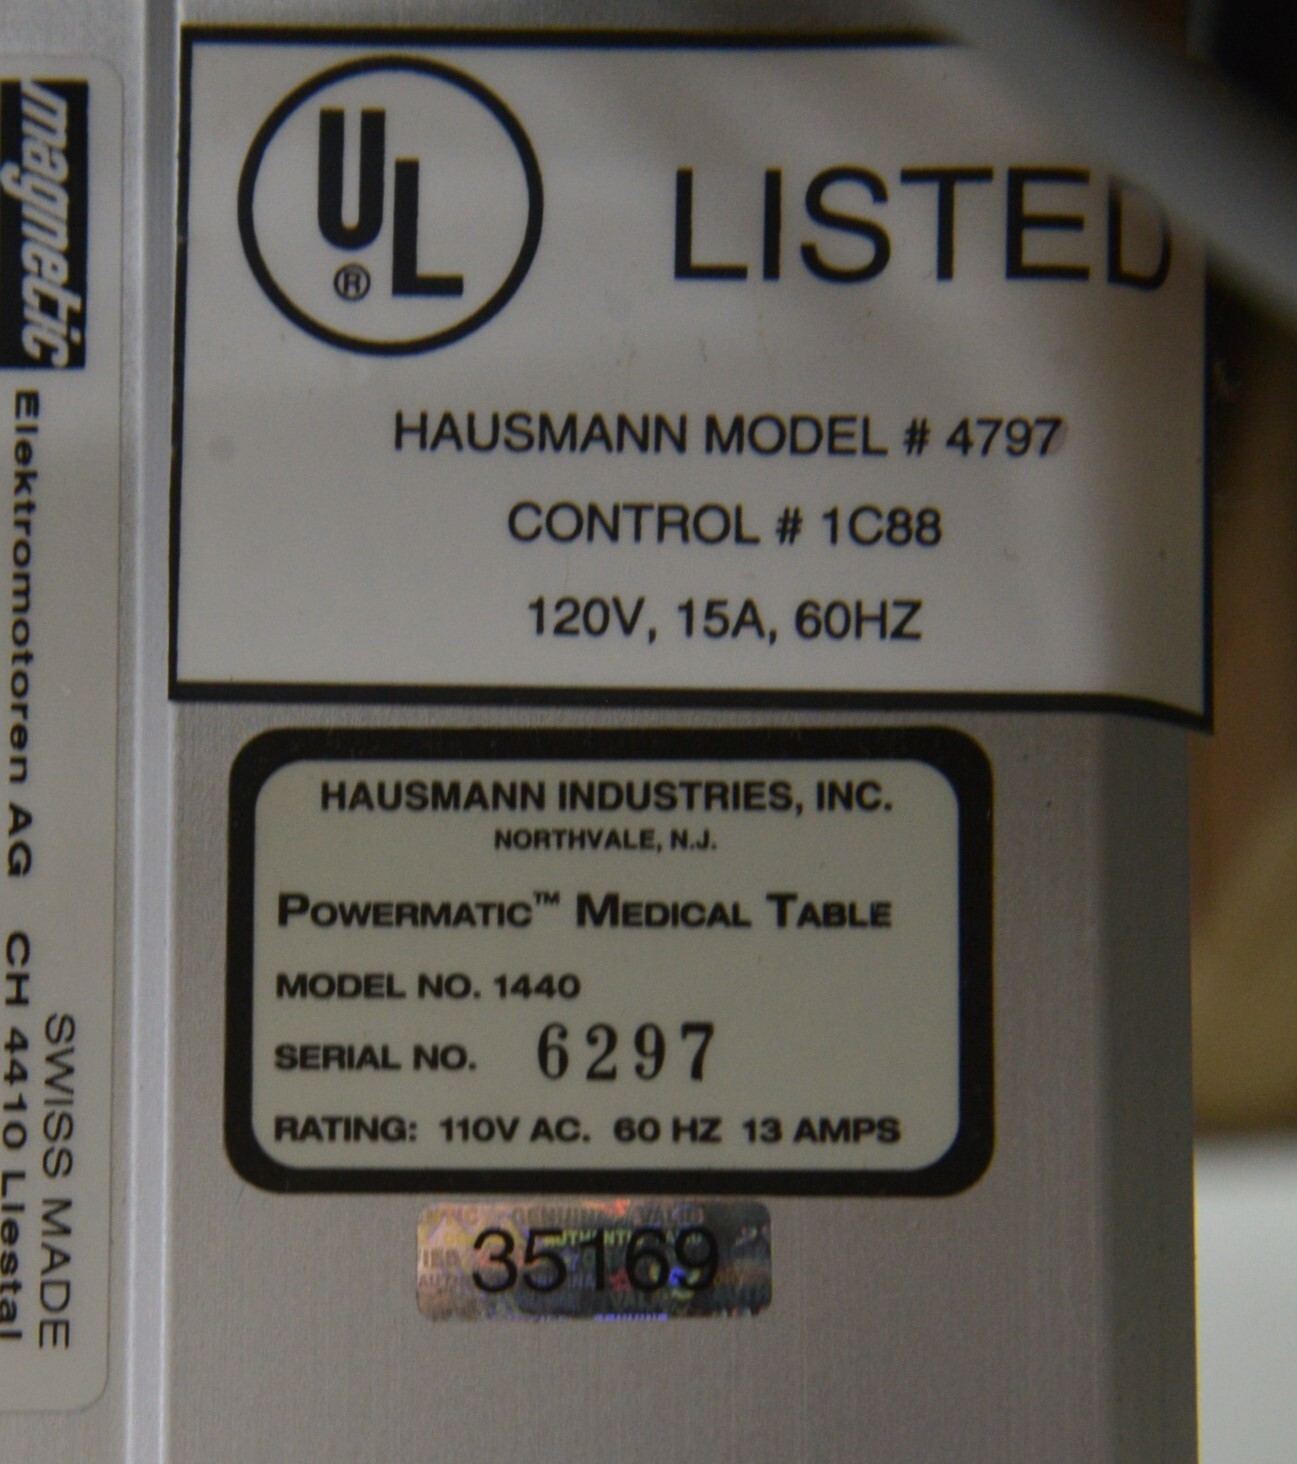 magnetic
Elektromotoren AG CH 4410 Liestal
SWISS MADE
UL
®
LISTED
HAUSMANN MODEL # 4797
CONTROL # 1C88
120V, 15A, 60HZ
HAUSMANN INDUSTRIES, INC.
NORTHVALE, N.J.
POWERMATIC™ MEDICAL TABLE
MODEL NO. 1440
SERIAL NO. 6297
RATING: 110V AC. 60 HZ 13 AMPS
35169